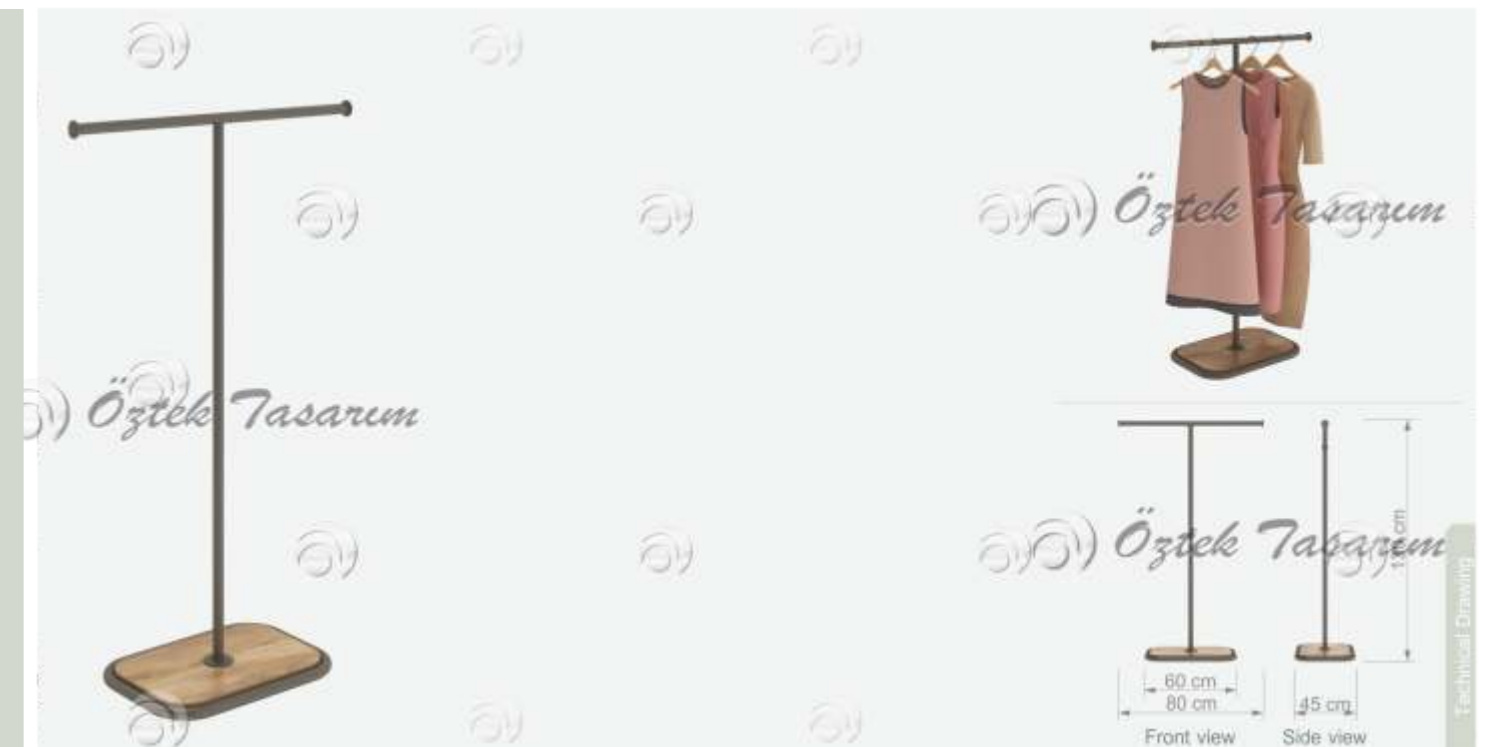 Öztek Tasarım
Öztek Tasarım
Öztek Tasarım
60 cm
80 cm
45 cm
Front view
Side view
Technical Drawing